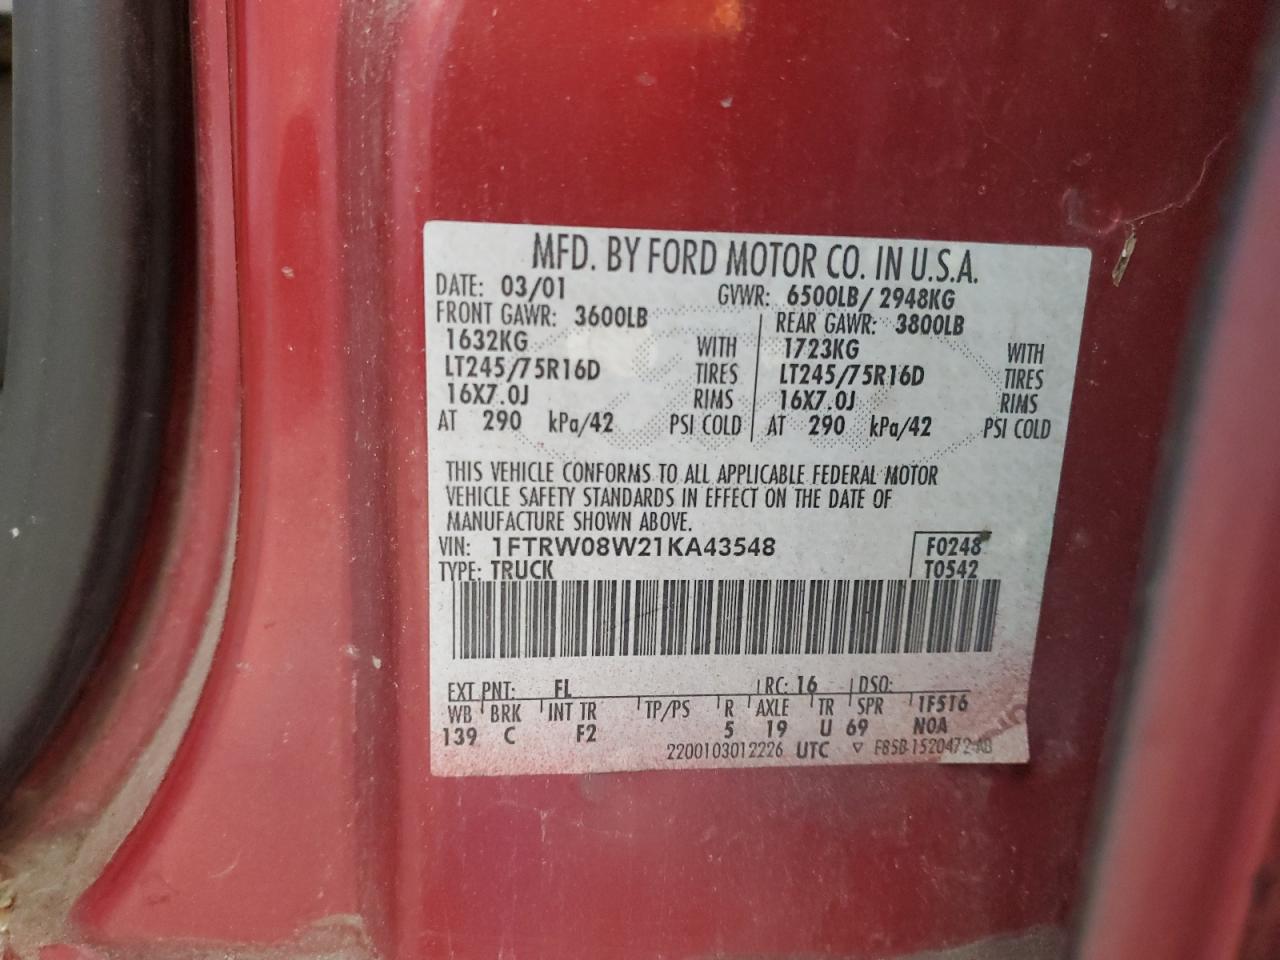 MFD. BY FORD MOTOR CO. IN U.S.A.
DATE: 03/01 GVWR: 6500LB/ 2948KG
FRONT GAWR: 3600LB REAR GAWR: 3800LB
1632KG WITH 1723KG WITH
LT245/75R16D TIRES LT245/75R16D TIRES
16X7.0J RIMS 16X7.0J RIMS
AT 290 kPa/42 PSI COLD AT 290 kPa/42 PSI COLD
THIS VEHICLE CONFORMS TO ALL APPLICABLE FEDERAL MOTOR
VEHICLE SAFETY STANDARDS IN EFFECT ON THE DATE OF
MANUFACTURE SHOWN ABOVE.
VIN: 1FTRW08W21KA43548 F0248
TYPE: TRUCK T0542
EXT PNT: FL RC: 16 DSO:
WB BRK INT TR TP/PS R AXLE TR SPR 1F516
139 C F2 5 19 U 69 NOA
2200103012226 UTC ▽ F85B-1520472-AB